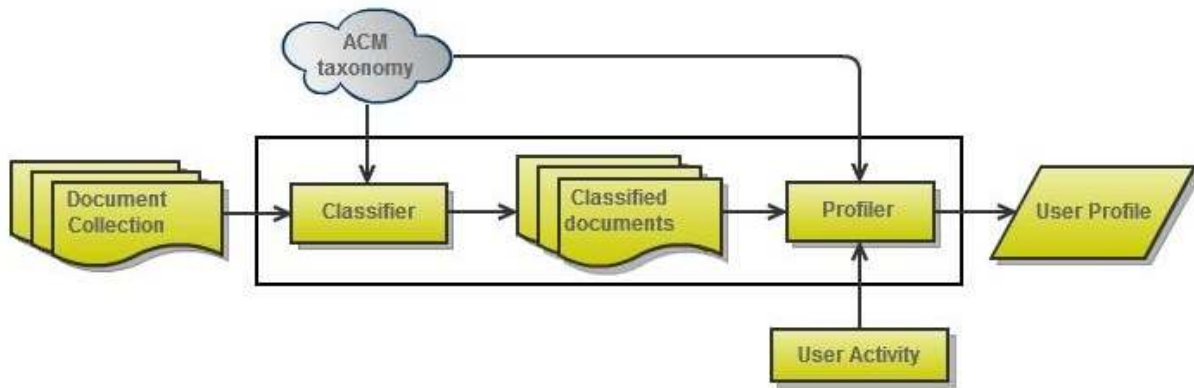 ACM
taxonomy
Document
Collection
Classifier
Classified
documents
Profiler
User Profile
User Activity